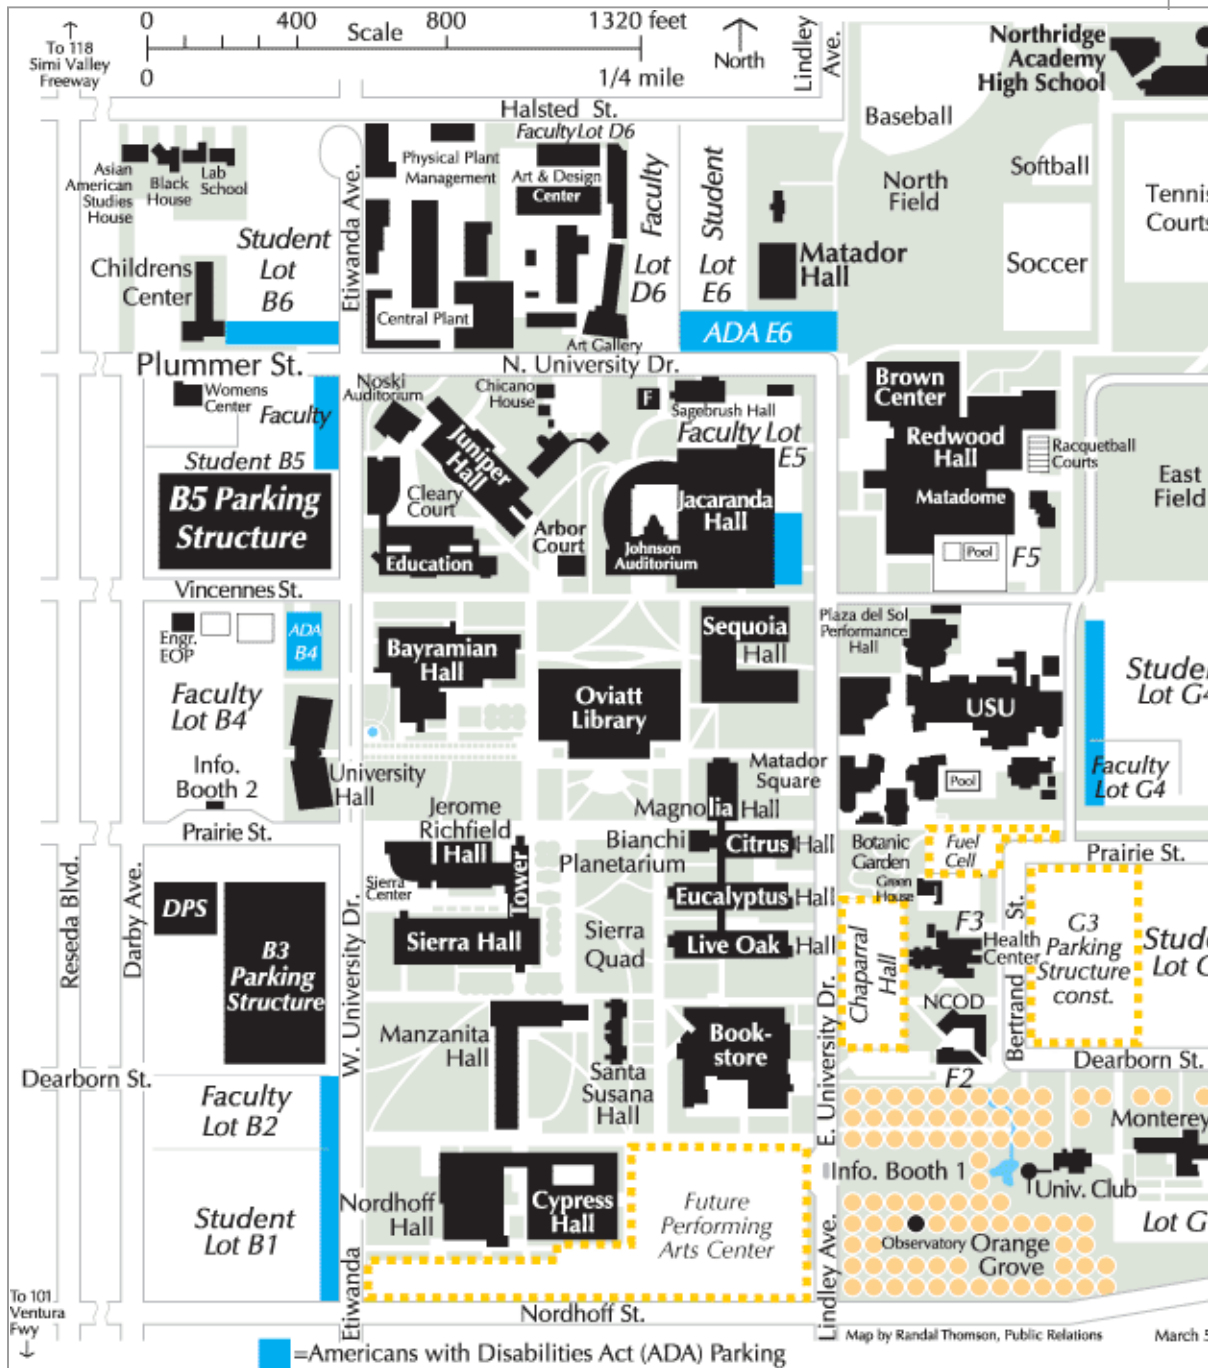 0 400 800 1320 feet
Scale
0 1/4 mile
North
To 118
Simi Valley
Freeway
Lindley
Ave.
Northridge
Academy
High School
Halsted St.
Baseball
Softball
North
Field
Tennis
Courts
Soccer
Asian
American
Studies
House
Black
House
Lab
School
Childrens
Center
Student
Lot
B6
Etiwanda Ave.
Physical Plant
Management
Faculty Lot D6
Art & Design
Center
Central Plant
Art Gallery
Faculty
Lot
D6
Student
Lot
E6
Matador
Hall
ADA E6
Plummer St.
N. University Dr.
Womens
Center
Faculty
Student B5
B5 Parking
Structure
Noski
Auditorium
Chicano
House
F
Sagebrush Hall
Faculty Lot
E5
Juniper
Hall
Cleary
Court
Education
Arbor
Court
Johnson
Auditorium
Jacaranda
Hall
Brown
Center
Redwood
Hall
Matadome
Racquetball
Courts
Pool
F5
East
Field
Vincennes St.
Engr.
EOP
ADA
B4
Faculty
Lot B4
Info.
Booth 2
University
Hall
Bayramian
Hall
Oviatt
Library
Sequoia
Hall
Plaza del Sol
Performance
Hall
USU
Student
Lot G4
Faculty
Lot G4
Pool
Matador
Square
Magnolia Hall
Bianchi
Planetarium
Citrus Hall
Eucalyptus Hall
Live Oak Hall
Prairie St.
Jerome
Richfield
Hall
Sierra
Center
Tower
Sierra Hall
Sierra
Quad
Botanic
Garden
Fuel
Cell
Green
House
Prairie St.
Reseda Blvd.
Darby Ave.
DPS
B3
Parking
Structure
W. University Dr.
Chaparral
Hall
F3
Health
Center
Bertrand St.
G3
Parking
Structure
const.
NCOD
F2
Manzanita
Hall
Santa
Susana
Hall
Book-
store
E. University Dr.
Dearborn St.
Dearborn St.
Faculty
Lot B2
Student
Lot B1
Nordhoff
Hall
Cypress
Hall
Future
Performing
Arts Center
Info. Booth 1
Monterey
Univ. Club
Lot G
Observatory
Orange
Grove
Lindley Ave.
Etiwanda
Nordhoff St.
To 101
Ventura
Fwy
Map by Randal Thomson, Public Relations March 5
=Americans with Disabilities Act (ADA) Parking